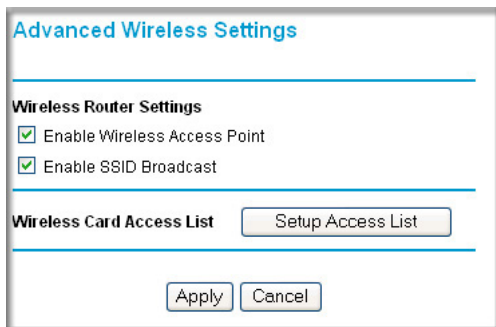 Advanced Wireless Settings
Wireless Router Settings
Enable Wireless Access Point
Enable SSID Broadcast
Wireless Card Access List Setup Access List
Apply Cancel